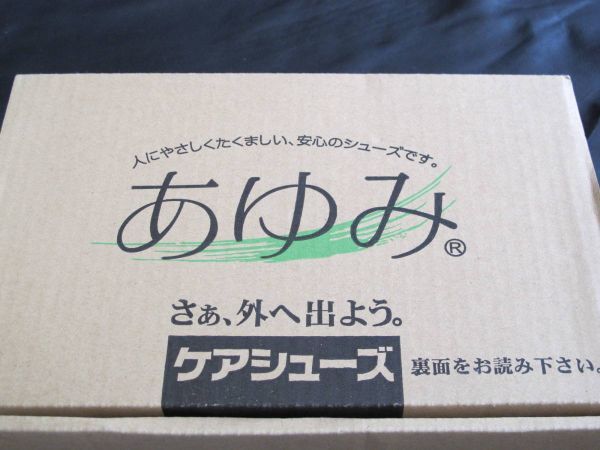 人にやさしくたくましい、安心のシューズです。
あゆみ®
さぁ、外へ出よう。
ケアシューズ 裏面をお読み下さい。